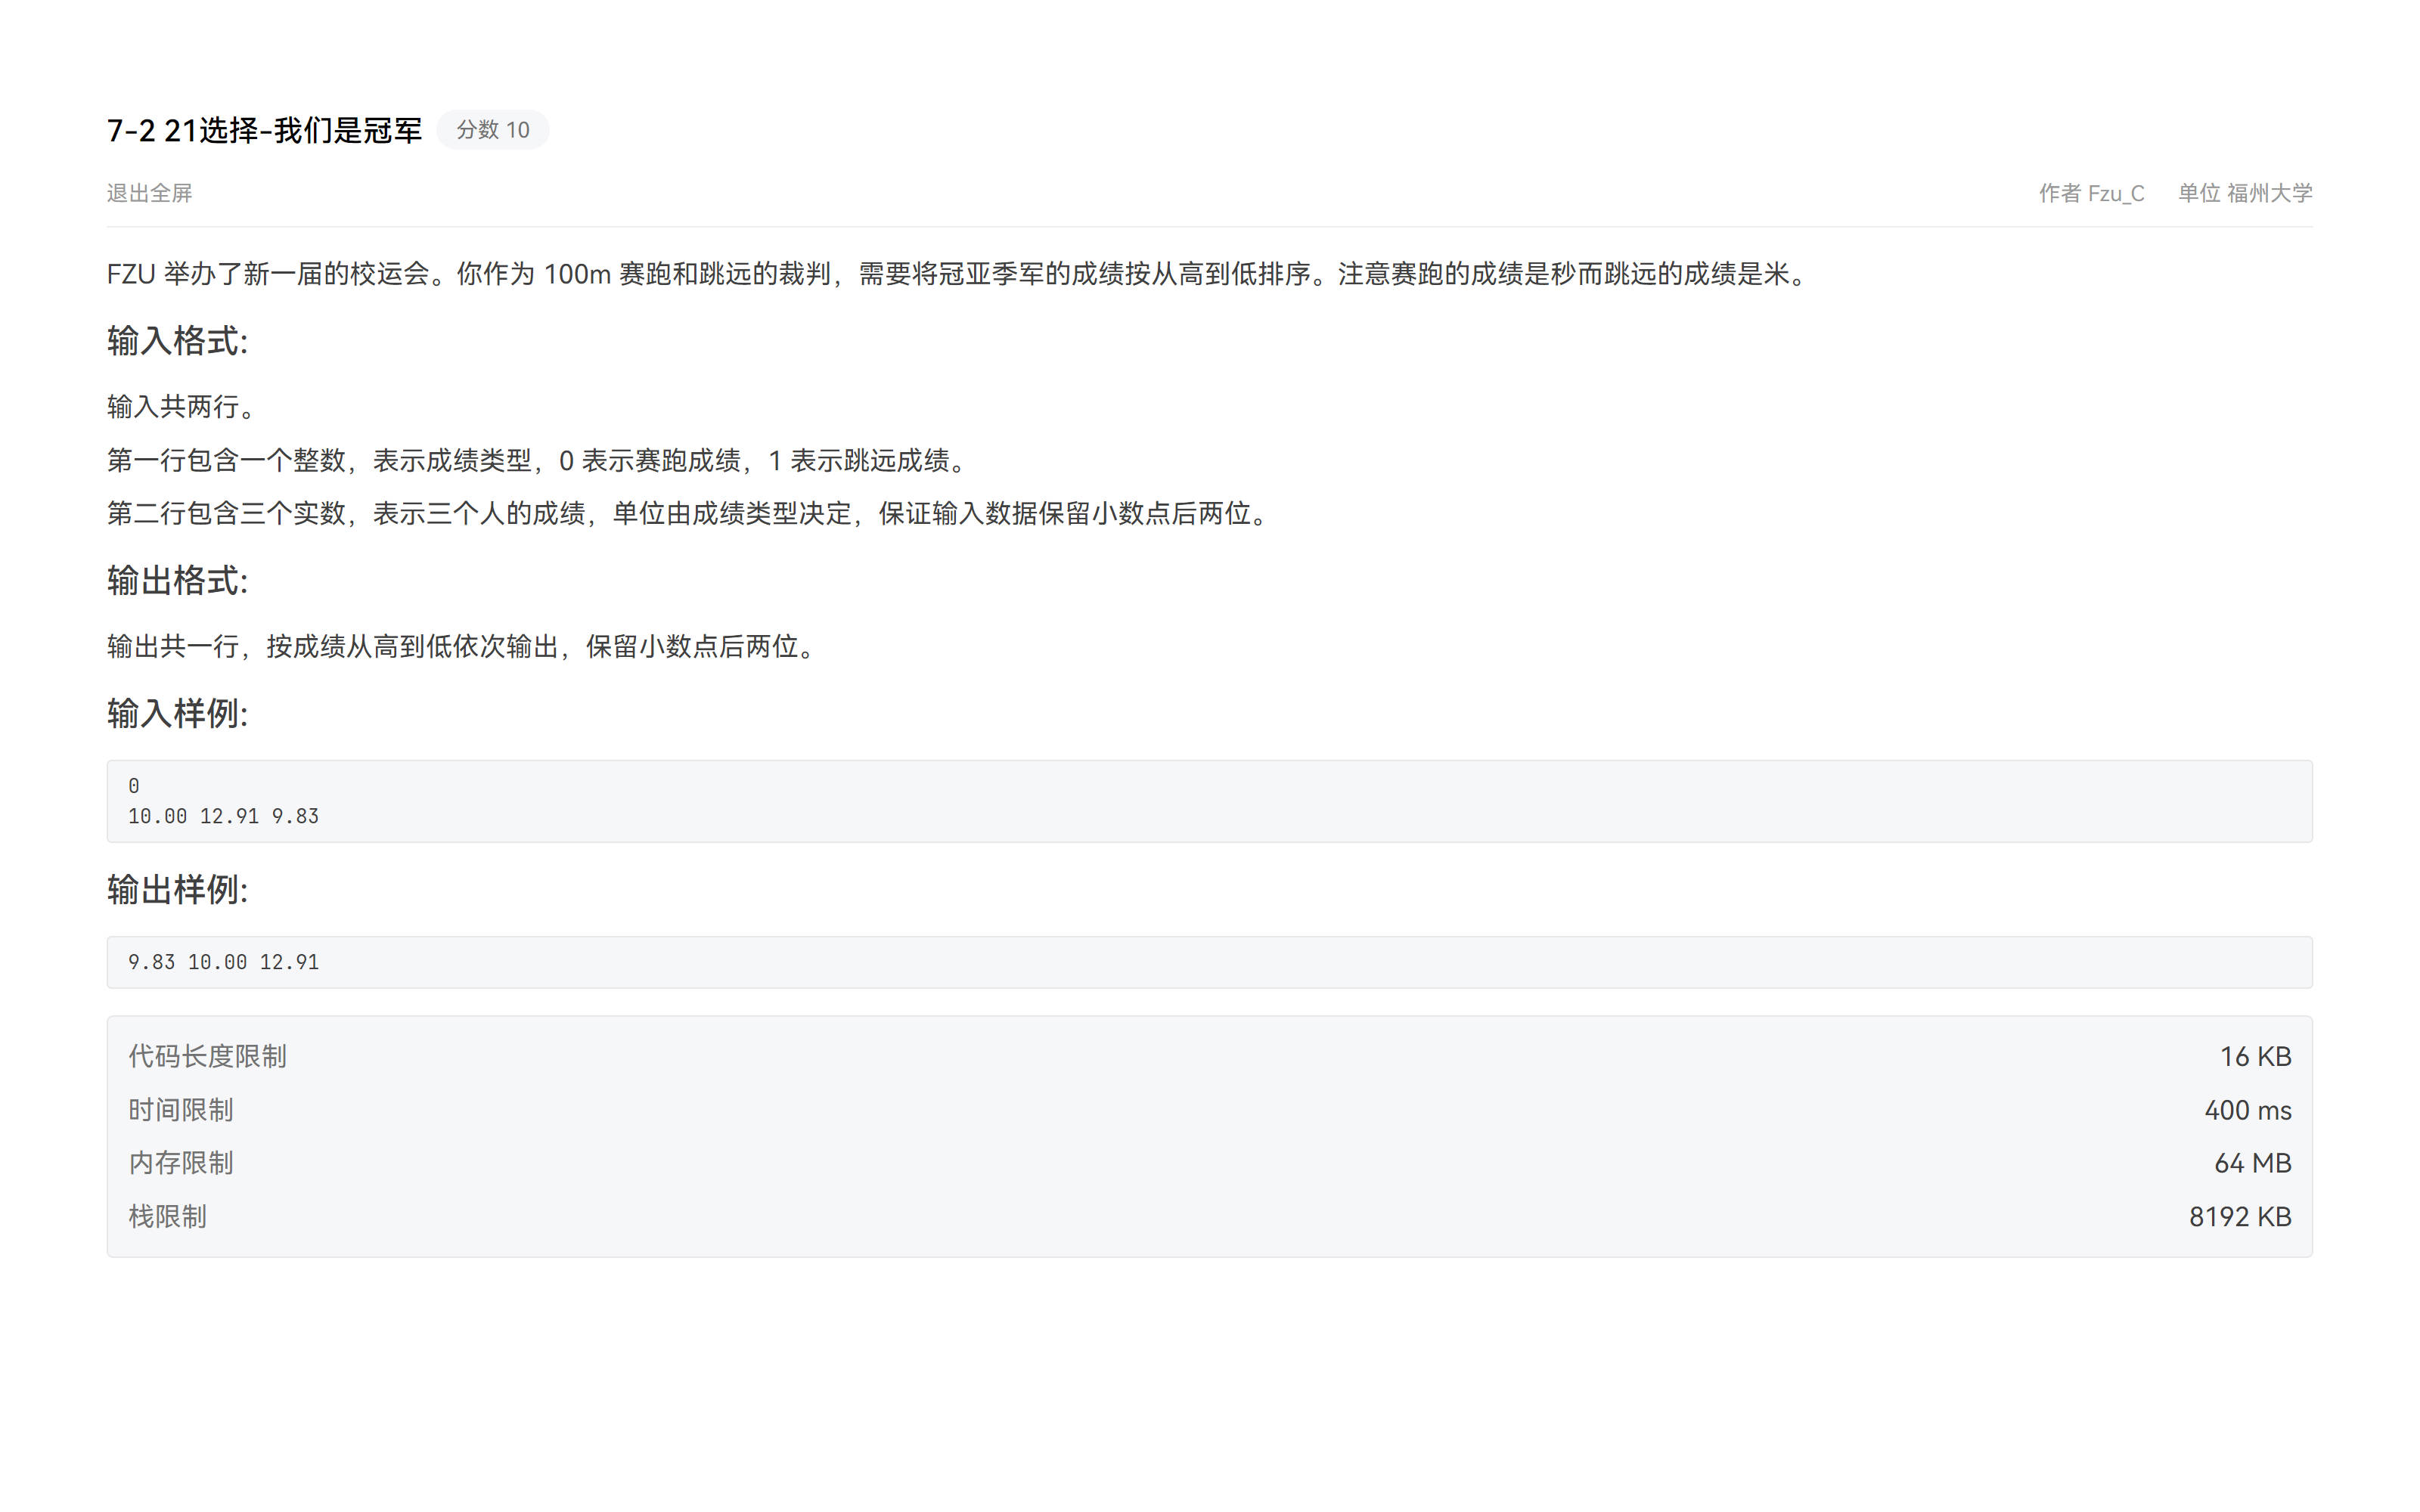 7-2 21选择-我们是冠军 分数 10
退出全屏 作者 Fzu_C 单位 福州大学
FZU 举办了新一届的校运会。你作为 100m 赛跑和跳远的裁判，需要将冠亚季军的成绩按从高到低排序。注意赛跑的成绩是秒而跳远的成绩是米。
输入格式:
输入共两行。
第一行包含一个整数，表示成绩类型，0 表示赛跑成绩，1 表示跳远成绩。
第二行包含三个实数，表示三个人的成绩，单位由成绩类型决定，保证输入数据保留小数点后两位。
输出格式:
输出共一行，按成绩从高到低依次输出，保留小数点后两位。
输入样例:
0
10.00 12.91 9.83
输出样例:
9.83 10.00 12.91
代码长度限制 16 KB
时间限制 400 ms
内存限制 64 MB
栈限制 8192 KB